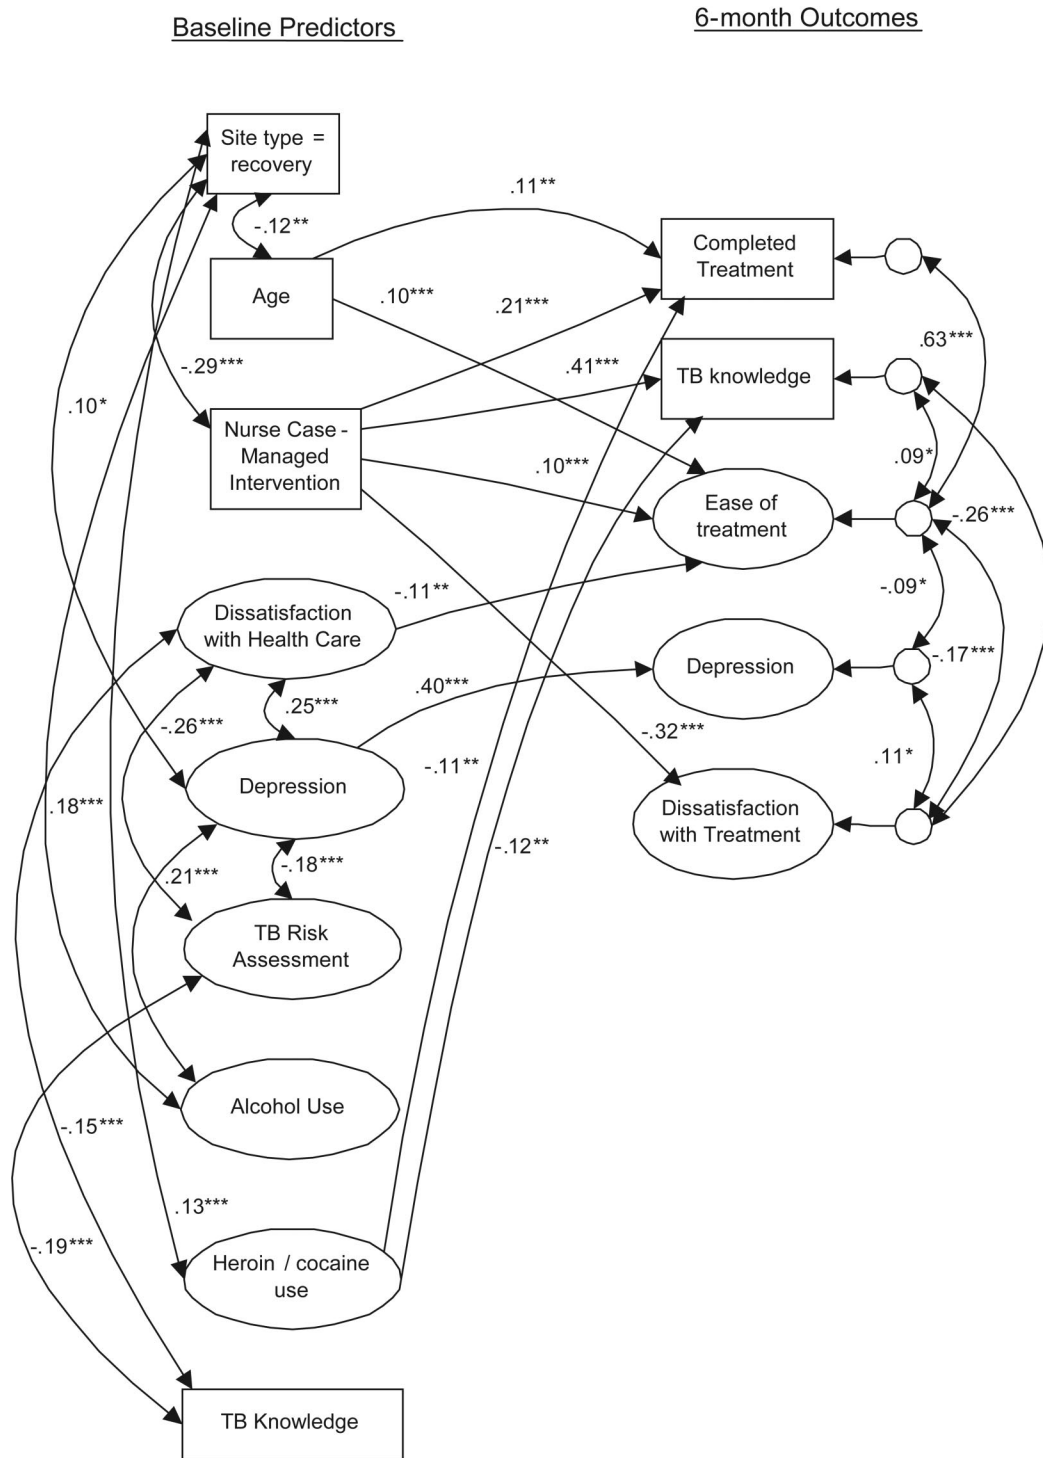 Baseline Predictors
6-month Outcomes
Site type =
recovery
-.12**
Age
.11**
Completed
Treatment
.10***
.21***
.63***
-.29***
.41***
TB knowledge
.10*
Nurse Case -
Managed
Intervention
.10***
.09*
Ease of
treatment
-.26***
-.11**
-.09*
Dissatisfaction
with Health Care
Depression
-.17***
.25***
.40***
-.26***
-.32***
-.11**
.11*
Depression
Dissatisfaction
with Treatment
.18***
-.12**
.21***
-.18***
TB Risk
Assessment
Alcohol Use
-.15***
.13***
-.19***
Heroin / cocaine
use
TB Knowledge